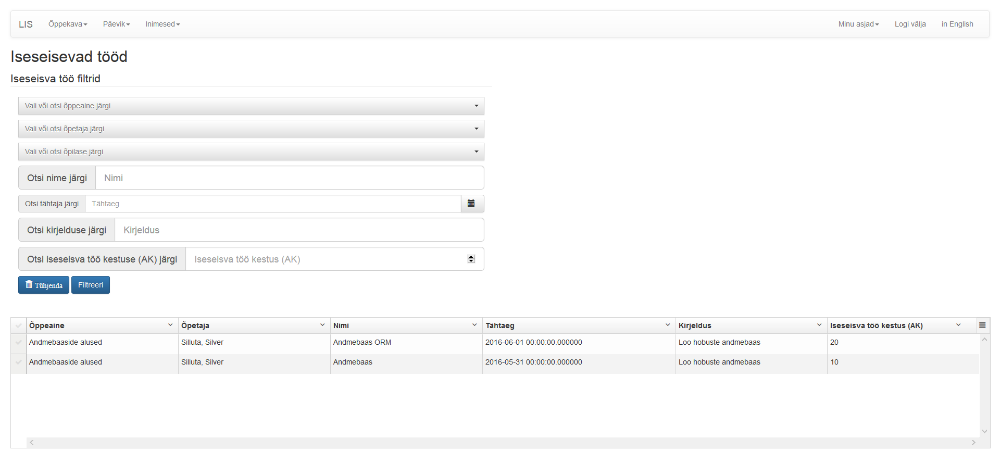 LIS Õppekava Päevik Inimesed Minu asjad Logi välja in English
Iseseisevad tööd
Iseseisva töö filtrid
Vali või otsi õppeaine järgi
Vali või otsi õpetaja järgi
Vali või otsi õpilase järgi
Otsi nime järgi Nimi
Otsi tähtaja järgi Tähtaeg
Otsi kirjelduse järgi Kirjeldus
Otsi iseseisva töö kestuse (AK) järgi Iseseisva töö kestus (AK)
Tühjenda Filtreeri
Õppeaine Õpetaja Nimi Tähtaeg Kirjeldus Iseseisva töö kestus (AK)
Andmebaaside alused Silluta, Silver Andmebaas ORM 2016-06-01 00:00:00.000000 Loo hobuste andmebaas 20
Andmebaaside alused Silluta, Silver Andmebaas 2016-05-31 00:00:00.000000 Loo hobuste andmebaas 10